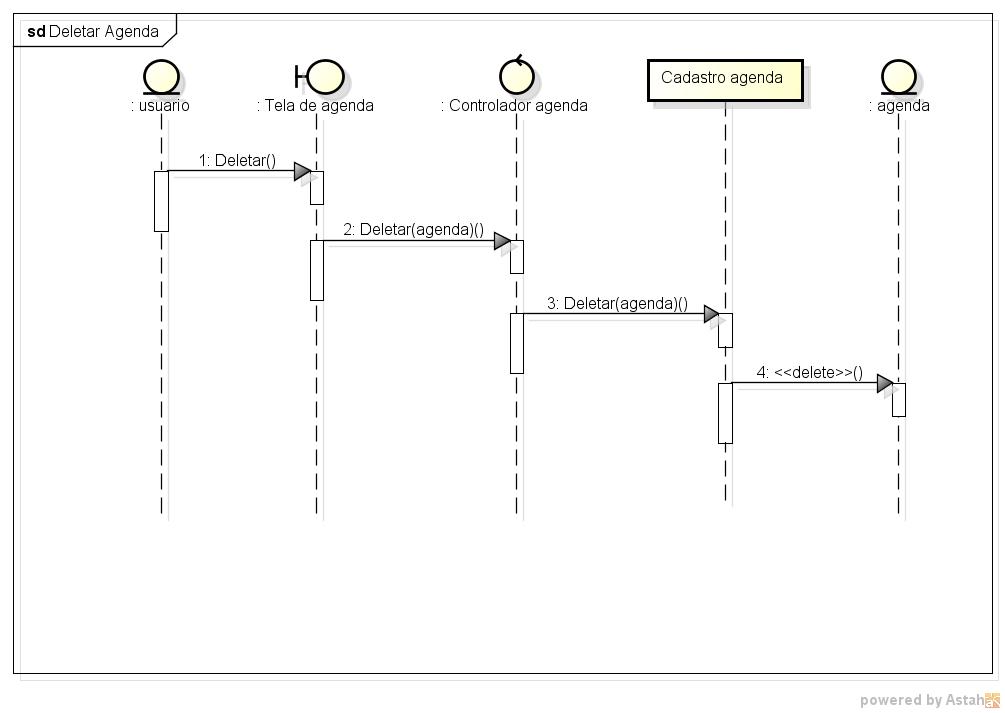 sd Deletar Agenda
: usuario
: Tela de agenda
: Controlador agenda
Cadastro agenda
: agenda
1: Deletar()
2: Deletar(agenda)()
3: Deletar(agenda)()
4: <<delete>>()
powered by Astah